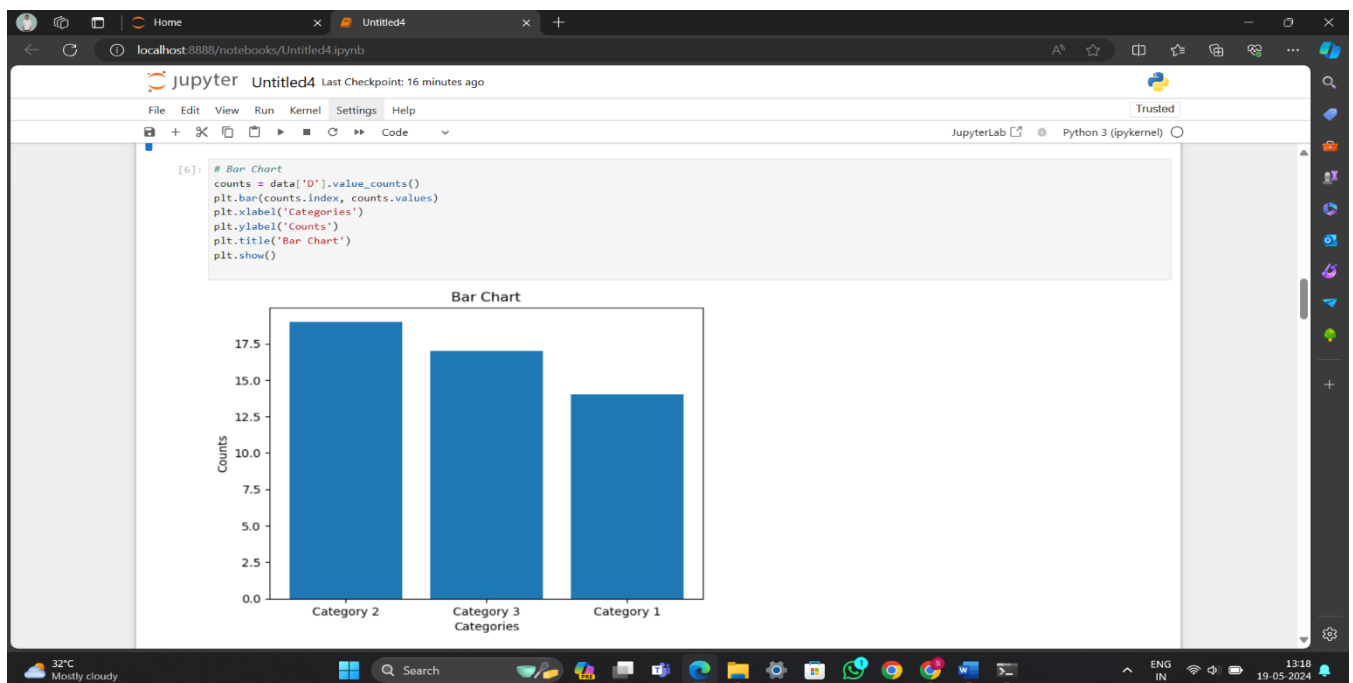 Home
Untitled4
localhost:8888/notebooks/Untitled4.ipynb
jupyter Untitled4 Last Checkpoint: 16 minutes ago
File Edit View Run Kernel Settings Help
Trusted
Code
JupyterLab
Python 3 (ipykernel)
[6]:
# Bar Chart
counts = data['D'].value_counts()
plt.bar(counts.index, counts.values)
plt.xlabel('Categories')
plt.ylabel('Counts')
plt.title('Bar Chart')
plt.show()
Bar Chart
17.5
15.0
12.5
10.0
7.5
5.0
2.5
0.0
Counts
Category 2 Category 3 Category 1
Categories
32°C
Mostly cloudy
Search
PRE
1
ENG
IN
13:18
19-05-2024